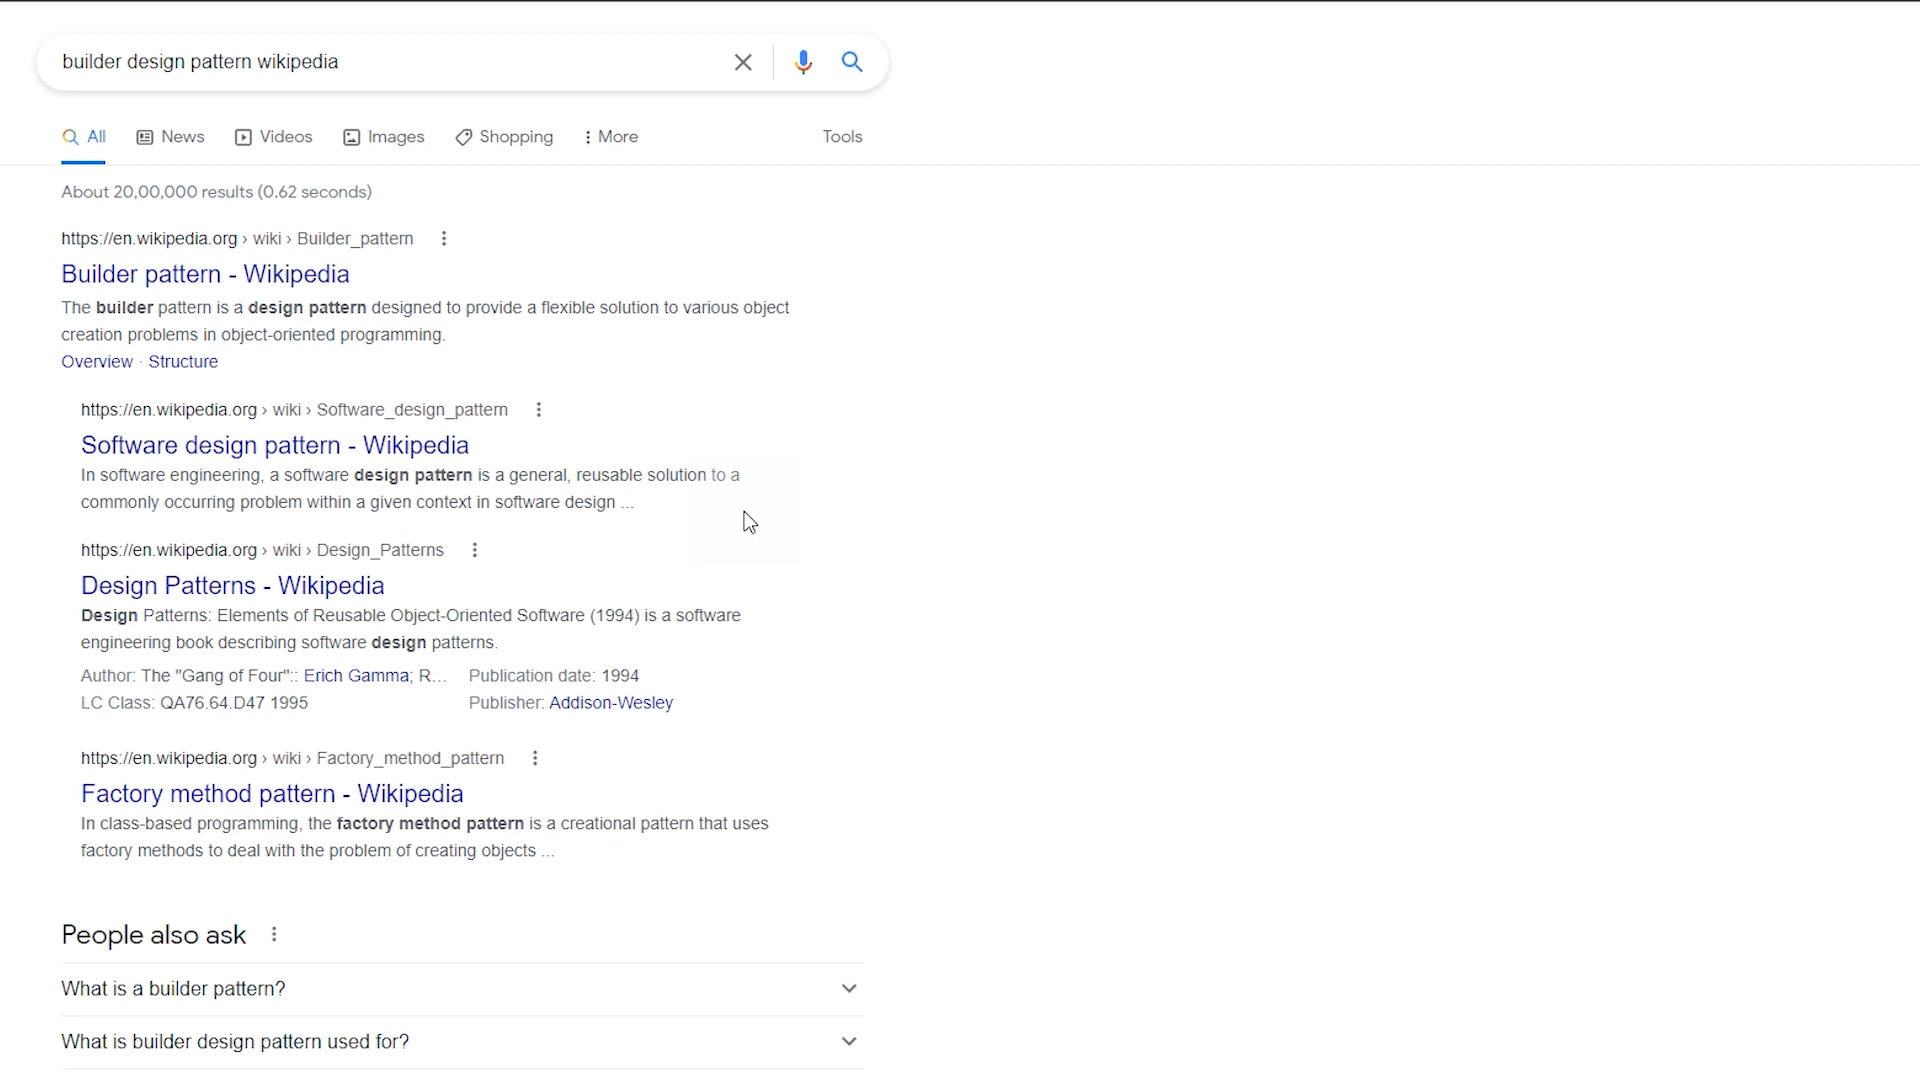 builder design pattern wikipedia
All News Videos Images Shopping More Tools
About 20,00,000 results (0.62 seconds)
https://en.wikipedia.org › wiki › Builder_pattern
Builder pattern - Wikipedia
The builder pattern is a design pattern designed to provide a flexible solution to various object
creation problems in object-oriented programming.
Overview · Structure
https://en.wikipedia.org › wiki › Software_design_pattern
Software design pattern - Wikipedia
In software engineering, a software design pattern is a general, reusable solution to a
commonly occurring problem within a given context in software design ...
https://en.wikipedia.org › wiki › Design_Patterns
Design Patterns - Wikipedia
Design Patterns: Elements of Reusable Object-Oriented Software (1994) is a software
engineering book describing software design patterns.
Author: The "Gang of Four":: Erich Gamma; R... Publication date: 1994
LC Class: QA76.64.D47 1995 Publisher: Addison-Wesley
https://en.wikipedia.org › wiki › Factory_method_pattern
Factory method pattern - Wikipedia
In class-based programming, the factory method pattern is a creational pattern that uses
factory methods to deal with the problem of creating objects ...
People also ask
What is a builder pattern?
What is builder design pattern used for?